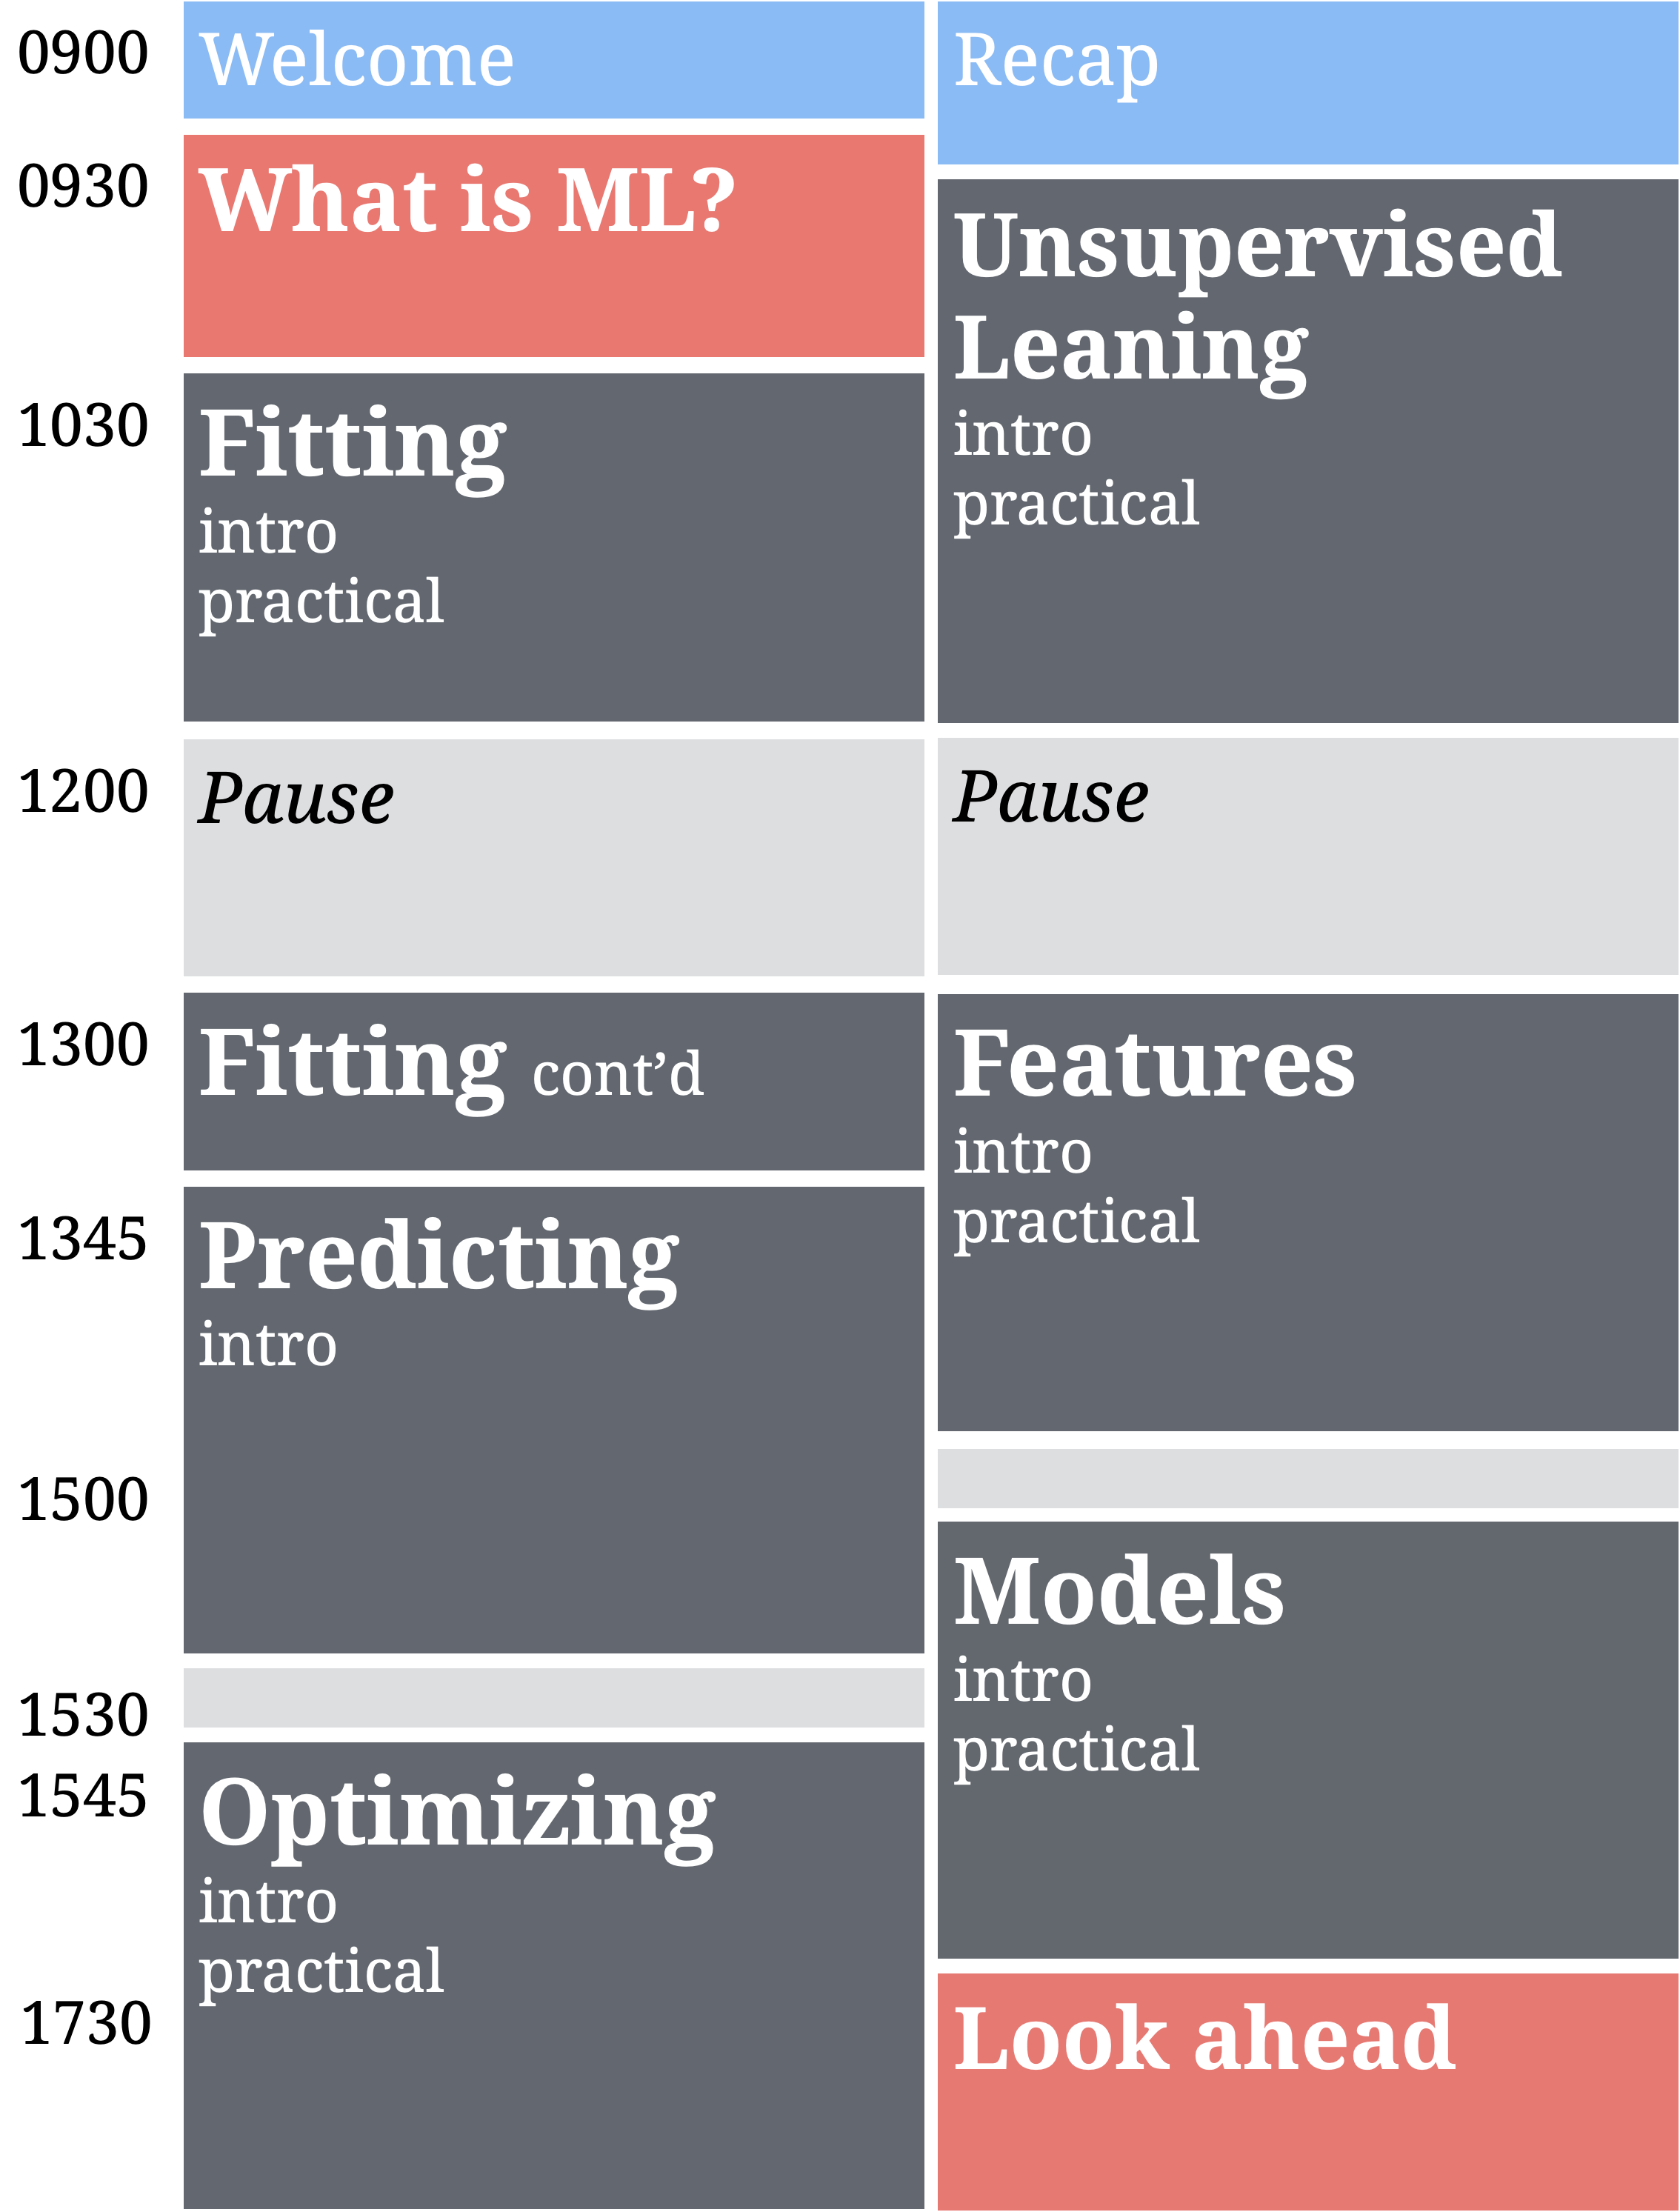 0900
Welcome
Recap
0930
What is ML?
Unsupervised
Leaning
intro
practical
1030
Fitting
intro
practical
1200
Pause
Pause
1300
Fitting cont’d
Features
intro
practical
1345
Predicting
intro
1500
Models
intro
practical
1530
1545
Optimizing
intro
practical
1730
Look ahead